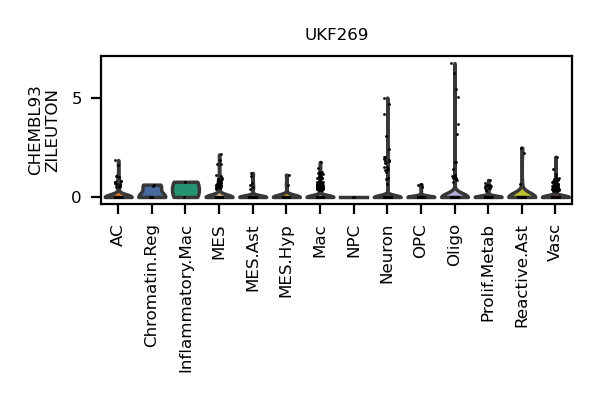 UKF269
CHEMBL93
ZILEUTON
5
0
AC
Chromatin.Reg
Inflammatory.Mac
MES
MES.Ast
MES.Hyp
Mac
NPC
Neuron
OPC
Oligo
Prolif.Metab
Reactive.Ast
Vasc